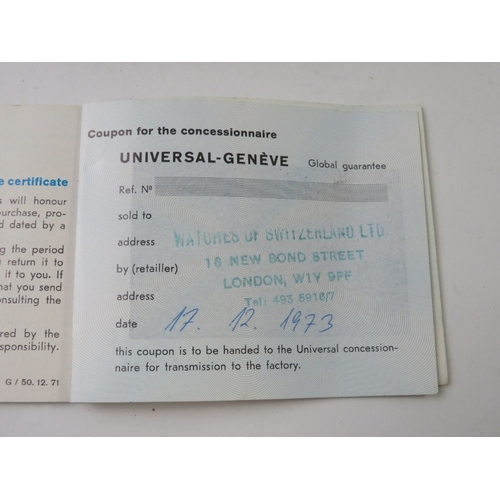 e certificate
s will honour
urchase, pro-
d dated by a
ng the period
return it to
it to you. If
hat you send
nsulting the
red by the
sponsibility.
G / 50. 12. 71
Coupon for the concessionnaire
UNIVERSAL-GENÈVE Global guarantee
Ref. Nº
sold to
address WATCHES OF SWITZERLAND LTD
by (retailler) 16 NEW BOND STREET
LONDON, W1Y 9PF
address Tel: 493 5916/7
date 17. 12. 1973
this coupon is to be handed to the Universal concession-
naire for transmission to the factory.